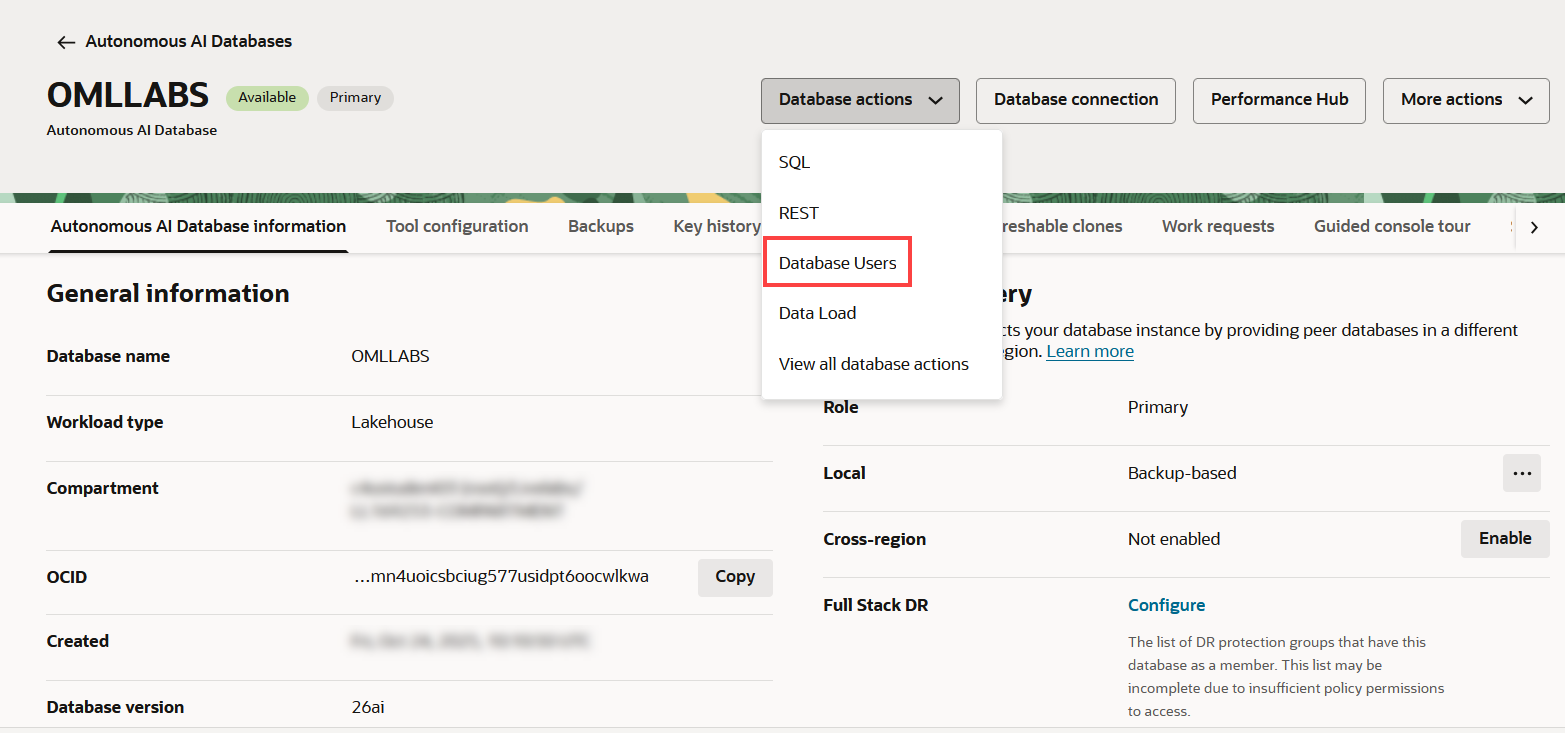 Autonomous AI Databases
OMLLABS
Available
Primary
Autonomous AI Database
Database actions
Database connection
Performance Hub
More actions
SQL
REST
Database Users
Data Load
View all database actions
Autonomous AI Database information
Tool configuration
Backups
Key history
reshable clones
Work requests
Guided console tour
General information
Database name
OMLLABS
Workload type
Lakehouse
Compartment
OCID
...mn4uoicsbciug577usidpt6oocwlkwa
Copy
Created
Database version
26ai
ery
cts your database instance by providing peer databases in a different
egion. Learn more
Role
Primary
Local
Backup-based
Cross-region
Not enabled
Enable
Full Stack DR
Configure
The list of DR protection groups that have this
database as a member. This list may be
incomplete due to insufficient policy permissions
to access.